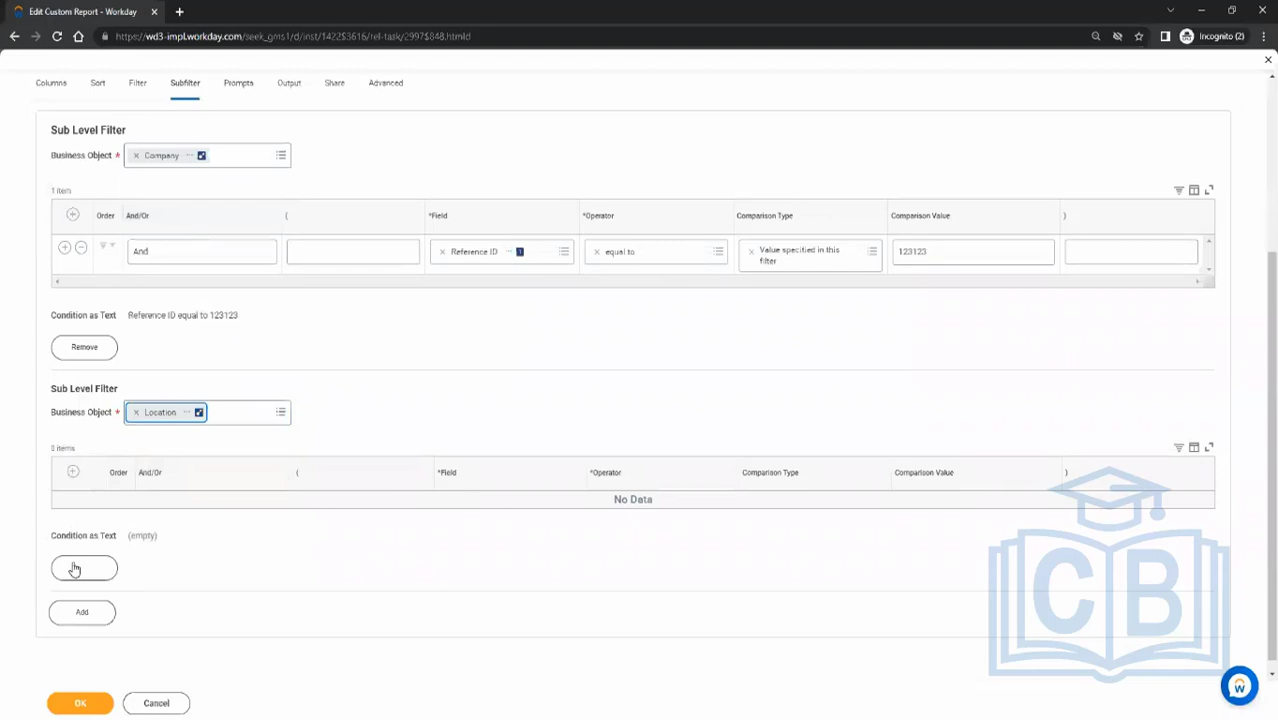 Edit Custom Report - Workday
https://wd3-impl.workday.com/seek_gms1/d/inst/1422$3616/rel-task/2997$848.htmld
Incognito (2)
Columns Sort Filter Subfilter Prompts Output Share Advanced
Sub Level Filter
Business Object * Company
1 item
Order And/Or ( *Field *Operator Comparison Type Comparison Value )
And Reference ID 1 equal to Value specified in this filter 123123
Condition as Text Reference ID equal to 123123
Remove
Sub Level Filter
Business Object * Location
0 items
Order And/Or ( *Field *Operator Comparison Type Comparison Value )
No Data
Condition as Text (empty)
Add
CB
OK Cancel